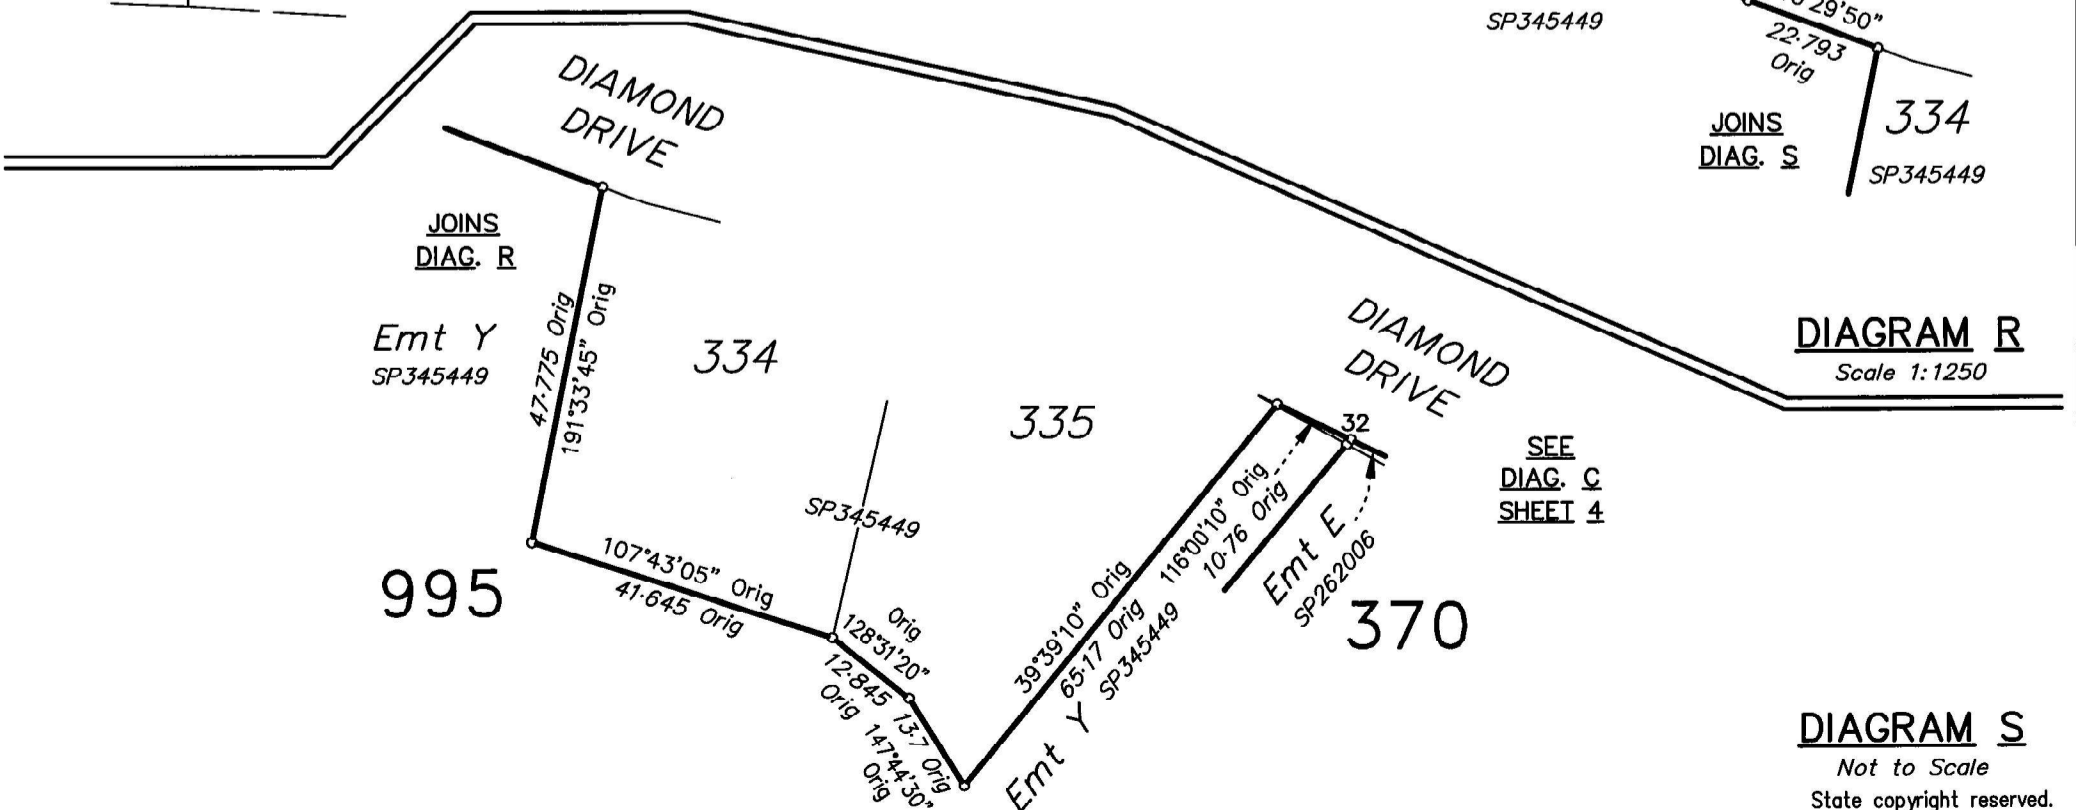 SP345449
29'50"
22·793
Orig
JOINS
DIAG. S
334
SP345449
DIAMOND
DRIVE
JOINS
DIAG. R
Emt Y
SP345449
47·775 Orig
191°33'45" Orig
334
335
DIAMOND
DRIVE
DIAGRAM R
Scale 1:1250
32
SEE
DIAG. C
SHEET 4
SP345449
116°00'10" Orig
10·76 Orig
Emt E
SP262006
995
107°43'05" Orig
41·645 Orig
Orig
128°31'20"
12·845
Orig
13·7 Orig
147°44'30"
Orig
39°39'10" Orig
65·17 Orig
Emt Y SP345449
370
DIAGRAM S
Not to Scale
State copyright reserved.